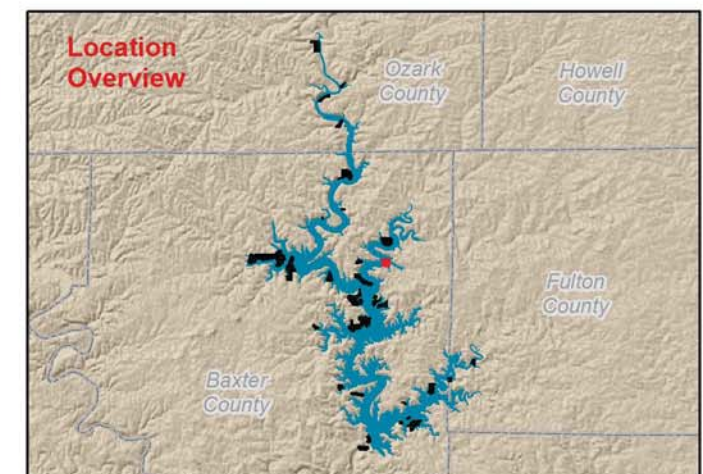 Location
Overview
Ozark
County
Howell
County
Fulton
County
Baxter
County